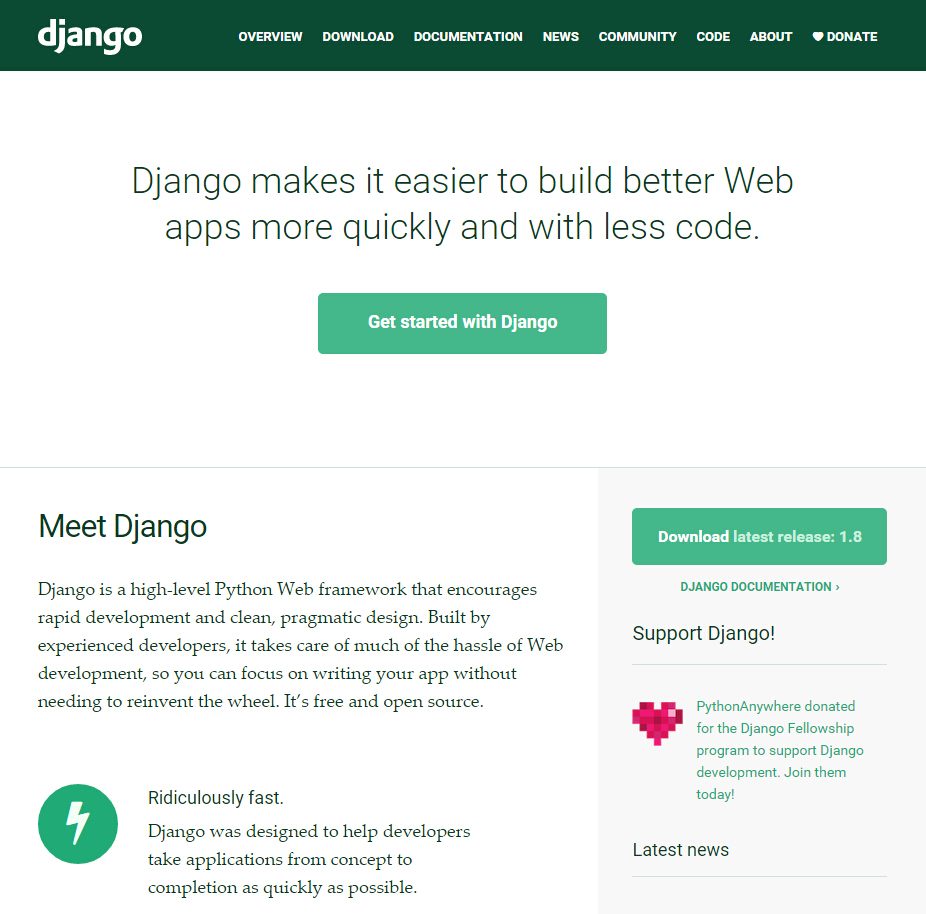 django
OVERVIEW DOWNLOAD DOCUMENTATION NEWS COMMUNITY CODE ABOUT DONATE
Django makes it easier to build better Web
apps more quickly and with less code.
Get started with Django
Meet Django
Django is a high-level Python Web framework that encourages
rapid development and clean, pragmatic design. Built by
experienced developers, it takes care of much of the hassle of Web
development, so you can focus on writing your app without
needing to reinvent the wheel. It’s free and open source.
Ridiculously fast.
Django was designed to help developers
take applications from concept to
completion as quickly as possible.
Download latest release: 1.8
DJANGO DOCUMENTATION ›
Support Django!
PythonAnywhere donated
for the Django Fellowship
program to support Django
development. Join them
today!
Latest news